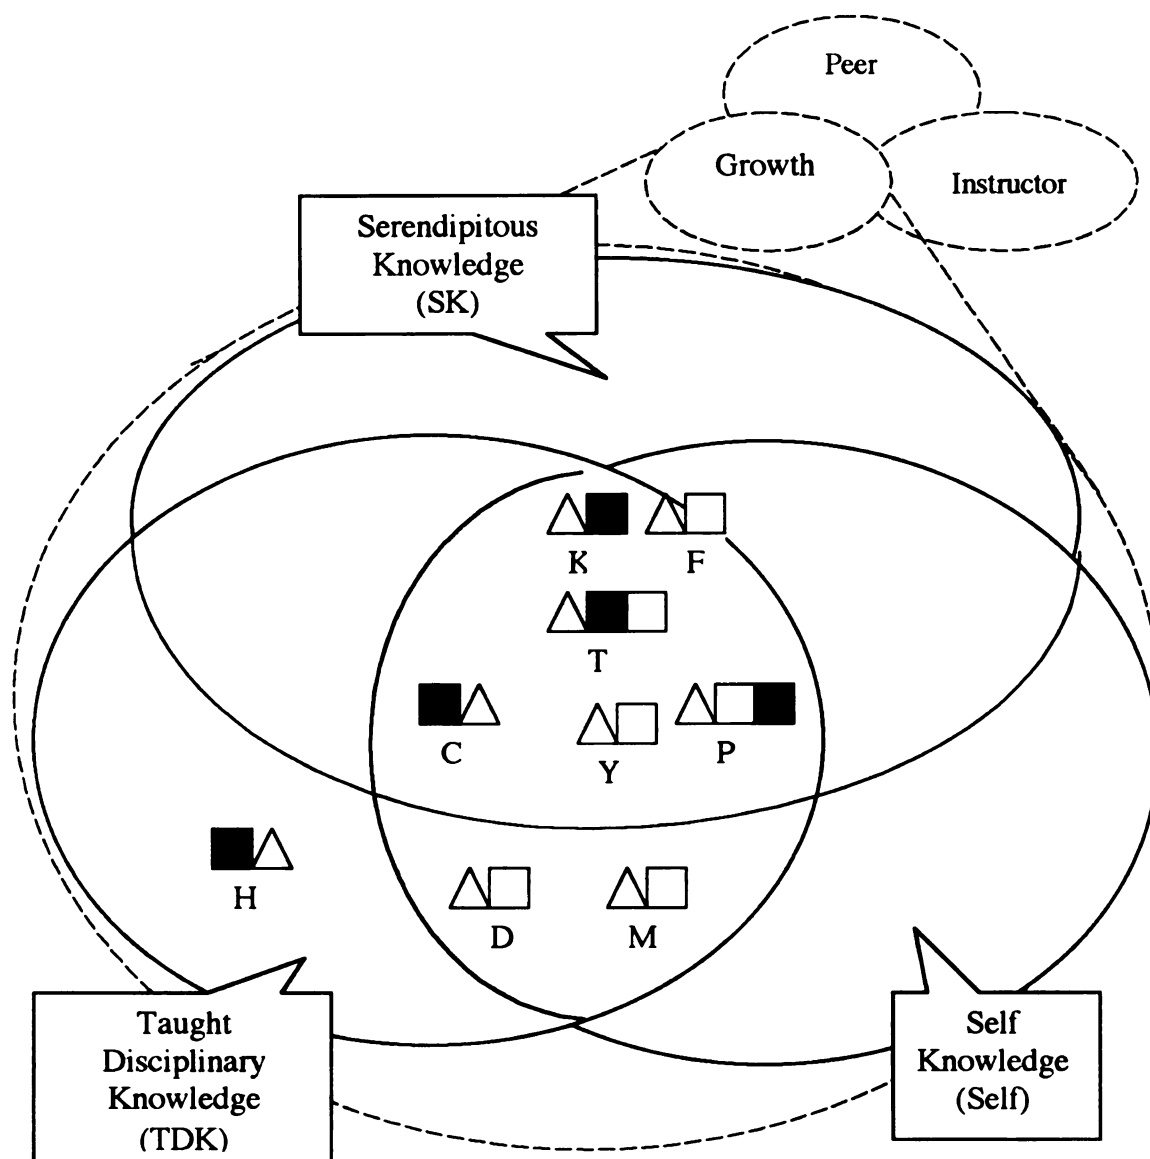 Peer
Growth
Instructor
Serendipitous
Knowledge
(SK)
K
F
T
C
Y
P
H
D
M
Taught
Disciplinary
Knowledge
(TDK)
Self
Knowledge
(Self)